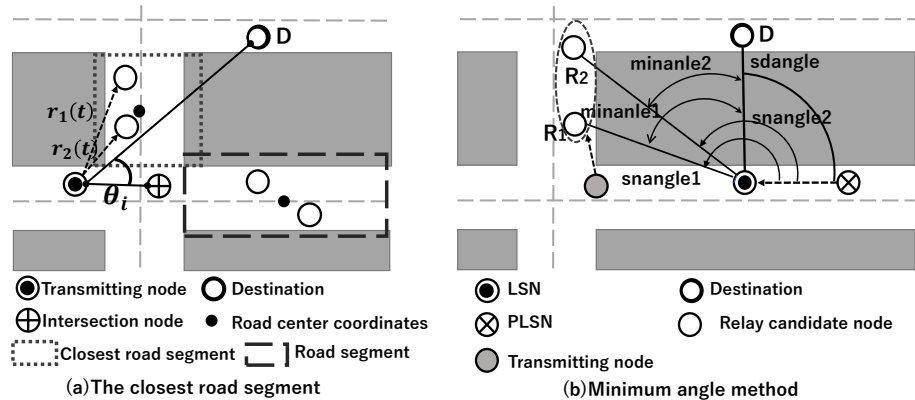 D
r₁(t)
r₂(t)
θᵢ
Transmitting node
Destination
Intersection node
Road center coordinates
Closest road segment
Road segment
(a)The closest road segment
D
R₂
minanle2
sdangle
minanle1
snangle2
R₁
snangle1
LSN
Destination
PLSN
Relay candidate node
Transmitting node
(b)Minimum angle method